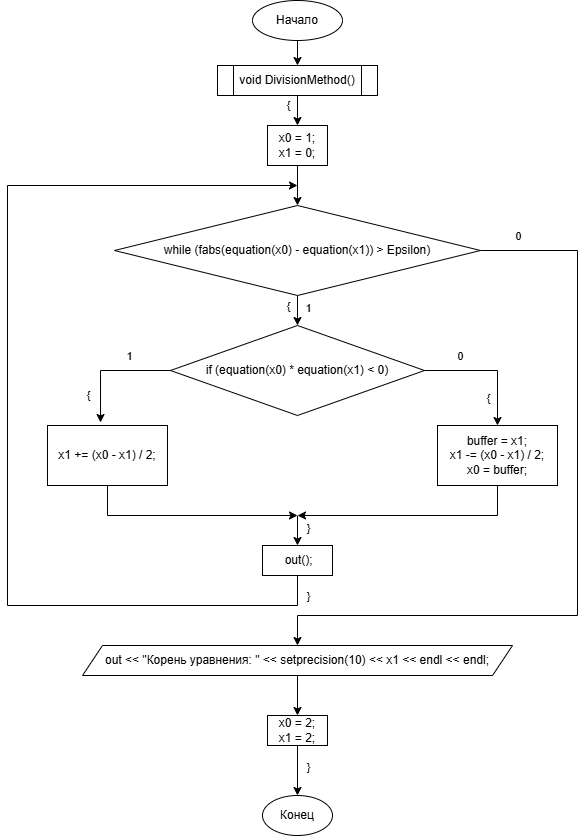 Начало
void DivisionMethod()
{
x0 = 1;
x1 = 0;
while (fabs(equation(x0) - equation(x1)) > Epsilon)
0
{ 1
if (equation(x0) * equation(x1) < 0)
1
0
{
{
x1 += (x0 - x1) / 2;
buffer = x1;
x1 -= (x0 - x1) / 2;
x0 = buffer;
}
out();
}
out << "Корень уравнения: " << setprecision(10) << x1 << endl << endl;
x0 = 2;
x1 = 2;
}
Конец